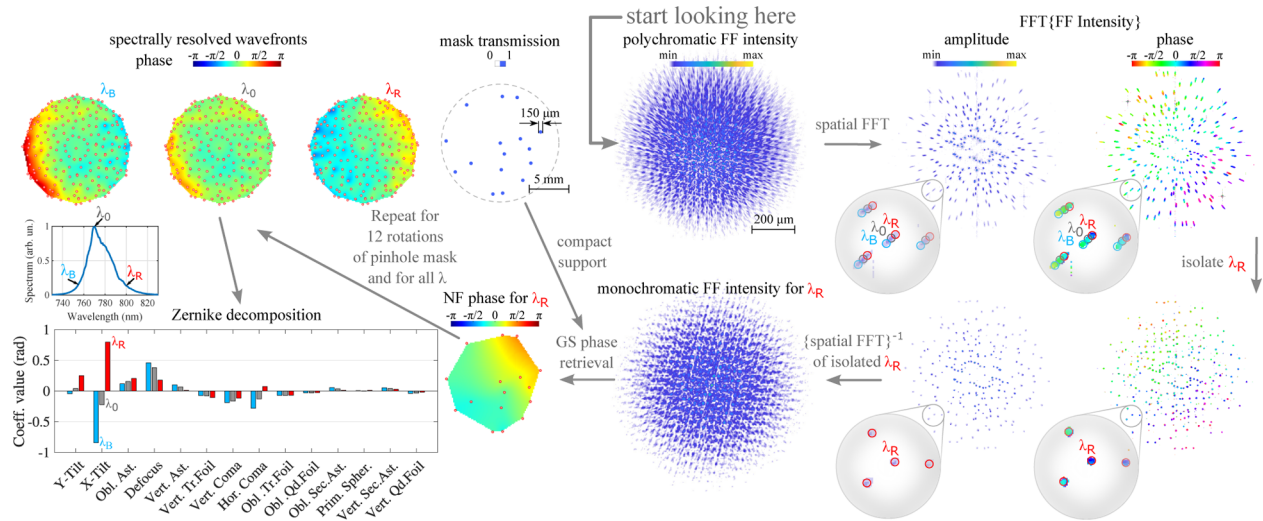 start looking here
spectrally resolved wavefronts
phase
-π -π/2 0 π/2 π
λB
λ0
λR
mask transmission
0 1
150 μm
5 mm
polychromatic FF intensity
min max
200 μm
spatial FFT
FFT{FF Intensity}
amplitude
min max
phase
-π -π/2 0 π/2 π
λR
λ0
λB
λR
λ0
λB
isolate λR
Repeat for
12 rotations
of pinhole mask
and for all λ
compact
support
Spectrum (arb. un.)
1
0.5
0
λ0
λB
λR
740 760 780 800 820
Wavelength (nm)
monochromatic FF intensity for λR
{spatial FFT}-1
of isolated λR
λR
λR
GS phase
retrieval
NF phase for λR
-π -π/2 0 π/2 π
Zernike decomposition
Coeff. value (rad)
1
0.5
0
-0.5
-1
λR
λ0
λB
Y-Tilt
X-Tilt
Obl. Ast.
Defocus
Vert. Ast.
Vert. Tr.Foil
Vert. Coma
Hor. Coma
Obl. Tr.Foil
Obl. Qd.Foil
Obl. Sec.Ast.
Prim. Spher.
Vert. Sec.Ast.
Vert. Qd.Foil